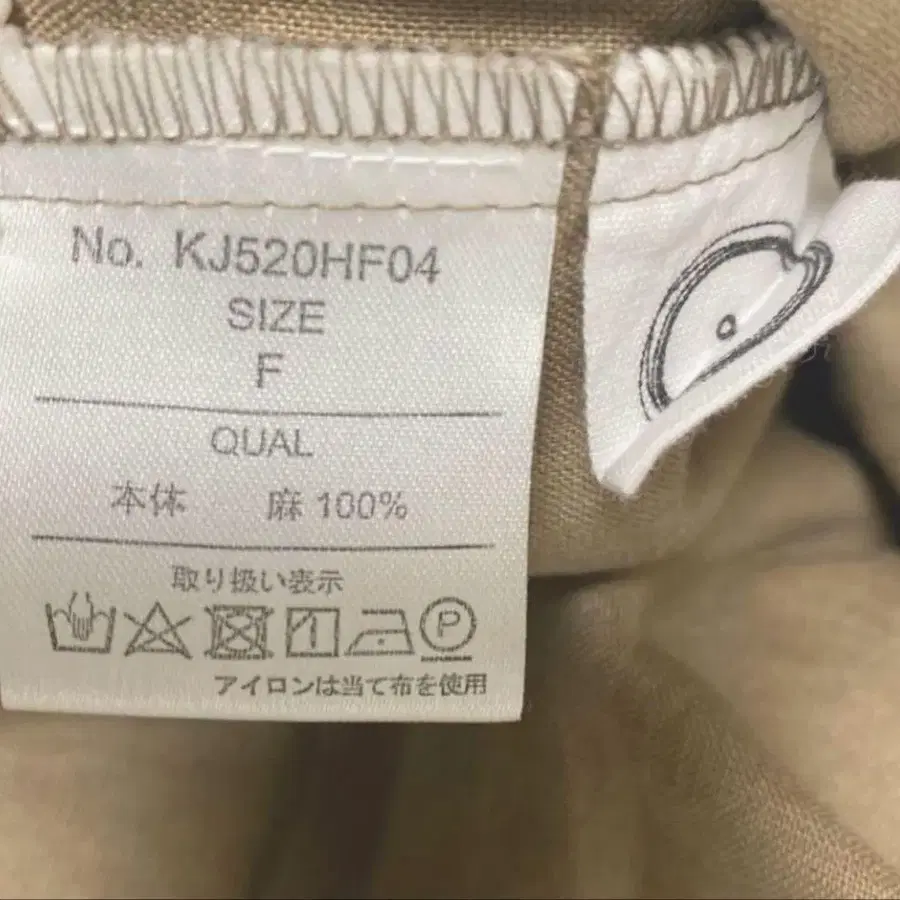 No. KJ520HF04
SIZE
F
QUAL
本体 麻 100%
取り扱い表示
P
アイロンは当て布を使用